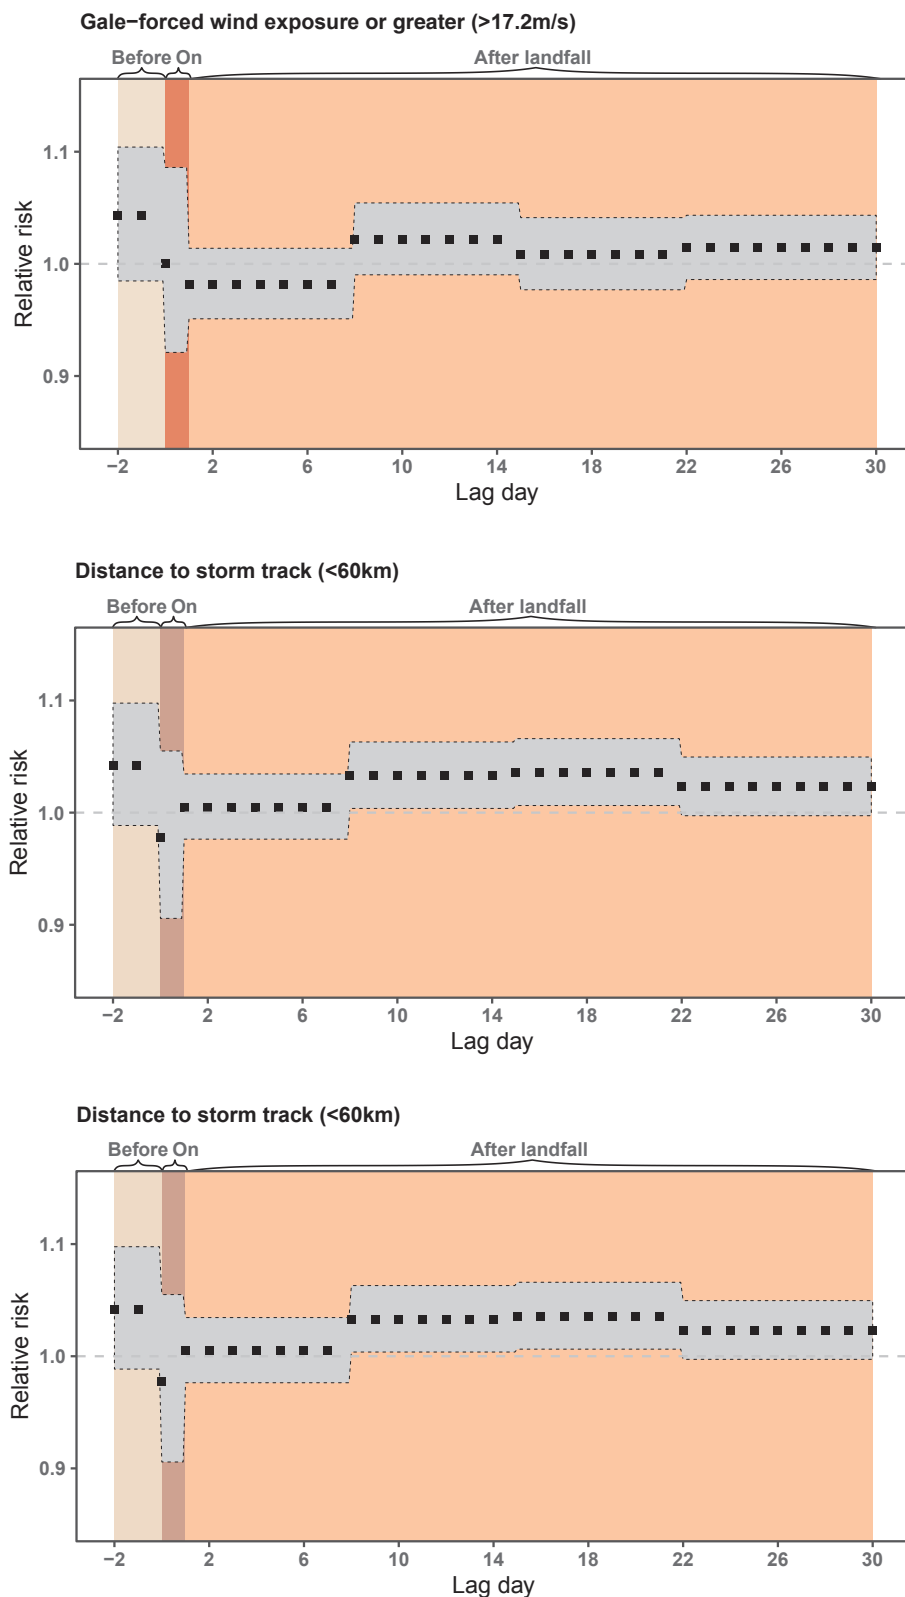 Gale−forced wind exposure or greater (>17.2m/s)
Before On After landfall
1.1
1.0
0.9
Relative risk
−2 2 6 10 14 18 22 26 30
Lag day
Distance to storm track (<60km)
Before On After landfall
1.1
1.0
0.9
Relative risk
−2 2 6 10 14 18 22 26 30
Lag day
Distance to storm track (<60km)
Before On After landfall
1.1
1.0
0.9
Relative risk
−2 2 6 10 14 18 22 26 30
Lag day